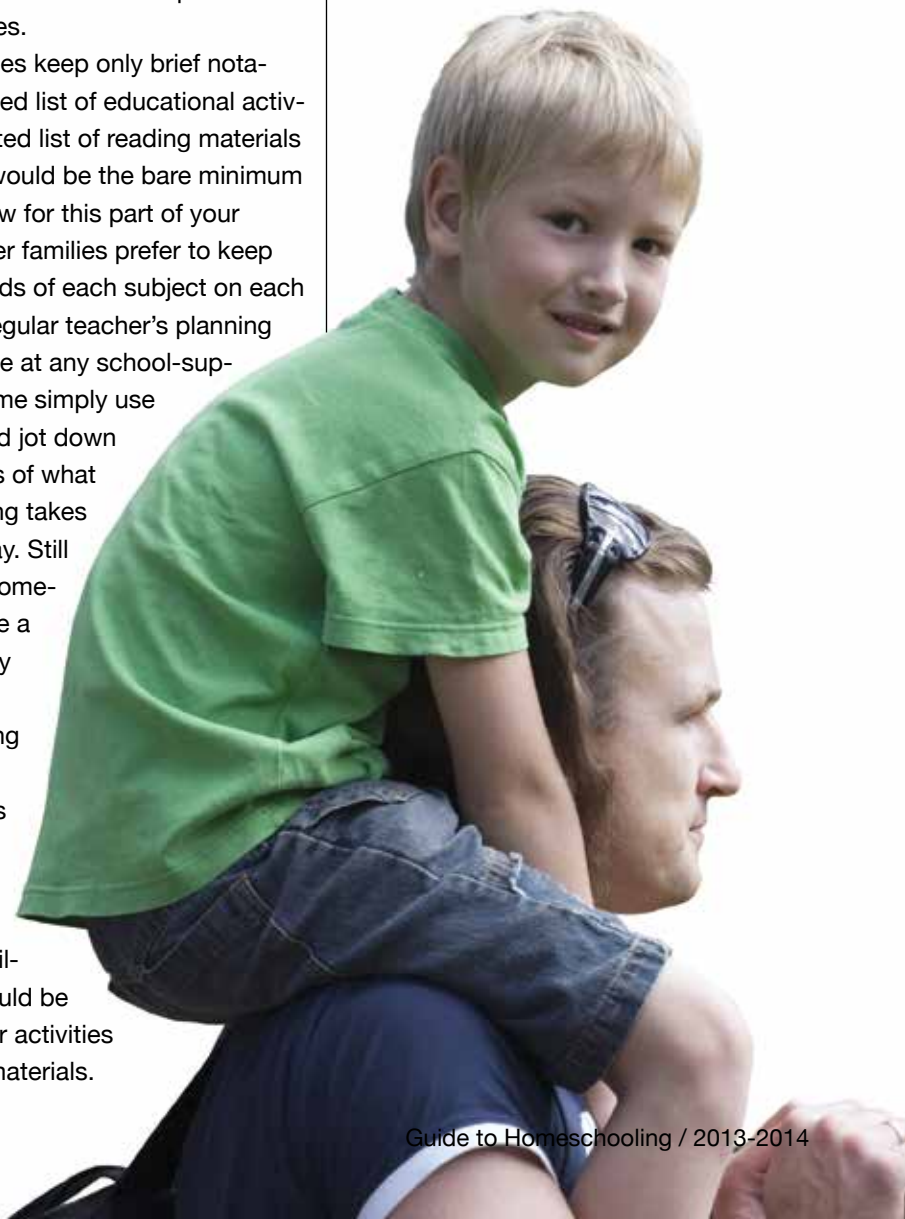 es.
es keep only brief nota-
ed list of educational activ-
ted list of reading materials
would be the bare minimum
w for this part of your
er families prefer to keep
ds of each subject on each
egular teacher's planning
e at any school-sup-
me simply use
d jot down
s of what
ng takes
ay. Still
ome-
e a
y
ng
s
il-
uld be
r activities
materials.
Guide to Homeschooling / 2013-2014